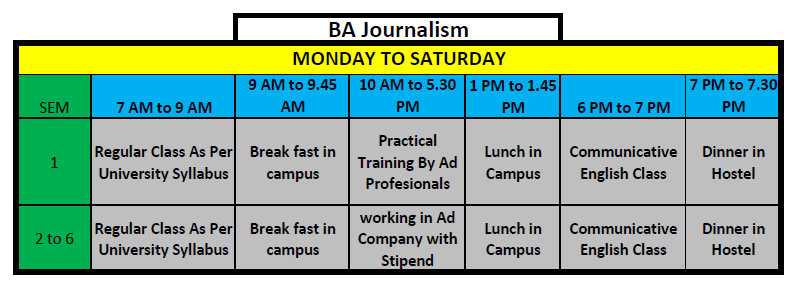 BA Journalism
MONDAY TO SATURDAY
SEM
7 AM to 9 AM
9 AM to 9.45
AM
10 AM to 5.30
PM
1 PM to 1.45
PM
6 PM to 7 PM
7 PM to 7.30
PM
1
Regular Class As Per
University Syllabus
Break fast in
campus
Practical
Training By Ad
Profesionals
Lunch in
Campus
Communicative
English Class
Dinner in
Hostel
2 to 6
Regular Class As Per
University Syllabus
Break fast in
campus
working in Ad
Company with
Stipend
Lunch in
Campus
Communicative
English Class
Dinner in
Hostel